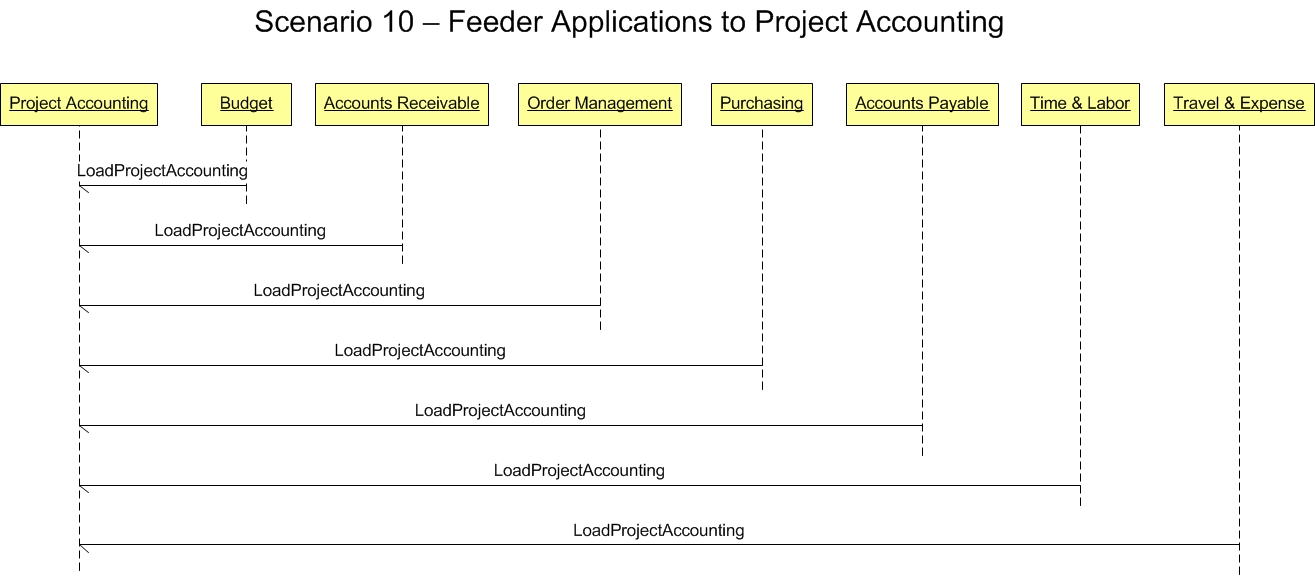 Scenario 10 – Feeder Applications to Project Accounting
Project Accounting
Budget
Accounts Receivable
Order Management
Purchasing
Accounts Payable
Time & Labor
Travel & Expense
LoadProjectAccounting
LoadProjectAccounting
LoadProjectAccounting
LoadProjectAccounting
LoadProjectAccounting
LoadProjectAccounting
LoadProjectAccounting